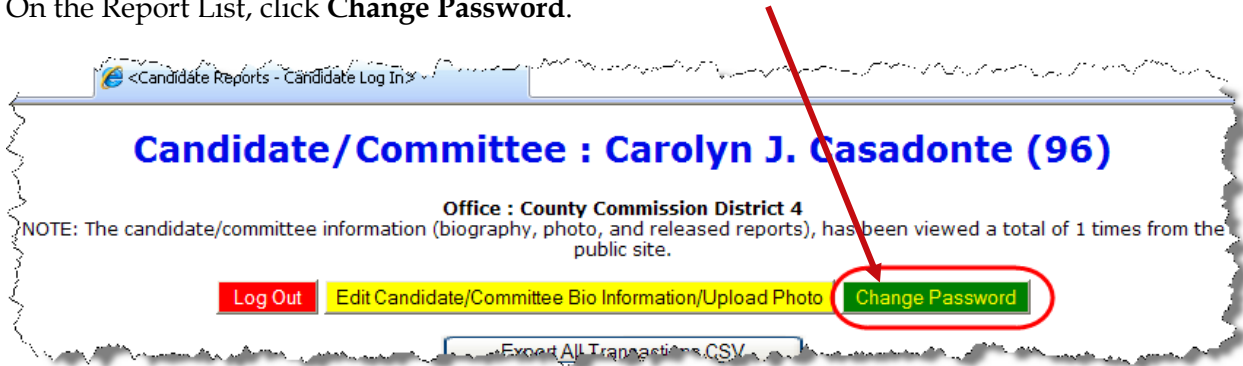 On the Report List, click Change Password.
<Candidate Reports - Candidate Log In>
Candidate/Committee : Carolyn J. Casadonte (96)
Office : County Commission District 4
NOTE: The candidate/committee information (biography, photo, and released reports), has been viewed a total of 1 times from the
public site.
Log Out Edit Candidate/Committee Bio Information/Upload Photo Change Password
Export All Transactions CSV